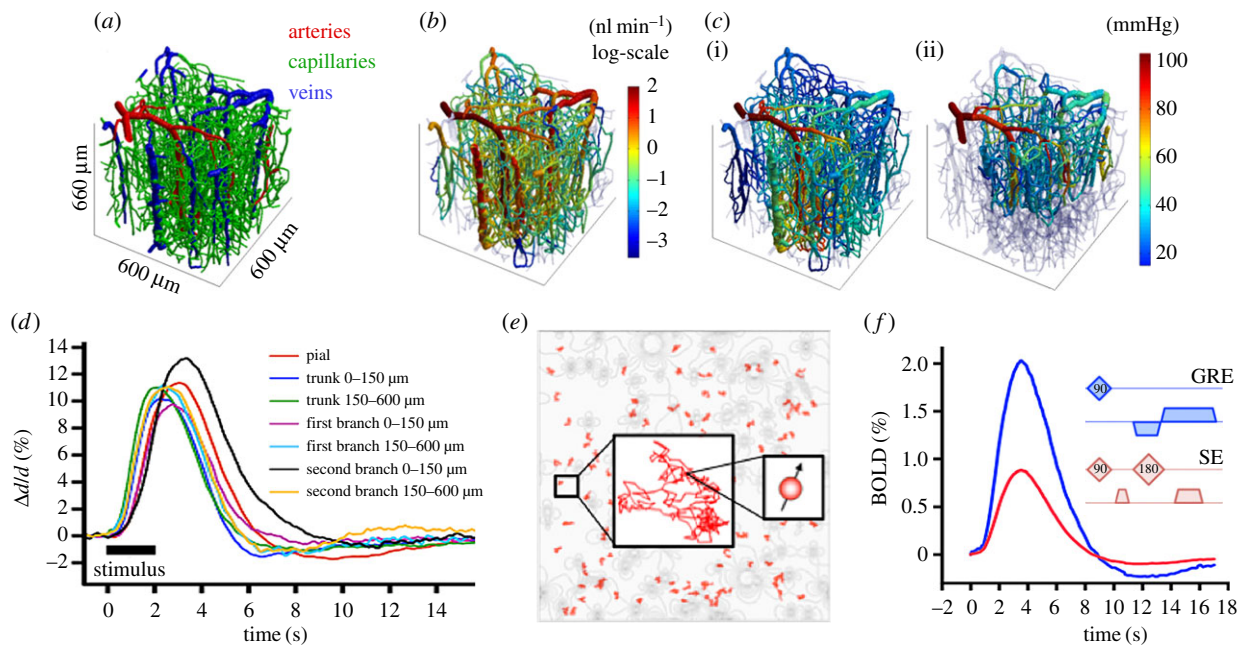 (a)
arteries
capillaries
veins
660 µm
600 µm
600 µm
(b)
(nl min⁻¹)
log-scale
2
1
0
−1
−2
−3
(c)
(i)
(ii)
(mmHg)
100
80
60
40
20
(d)
Δd/d (%)
14
12
10
8
6
4
2
0
−2
stimulus
0 2 4 6 8 10 12 14
time (s)
pial
trunk 0–150 µm
trunk 150–600 µm
first branch 0–150 µm
first branch 150–600 µm
second branch 0–150 µm
second branch 150–600 µm
(e)
(f)
BOLD (%)
2.0
1.5
1.0
0.5
0
−2 0 2 4 6 8 10 12 14 16 18
time (s)
GRE
90
SE
90 180